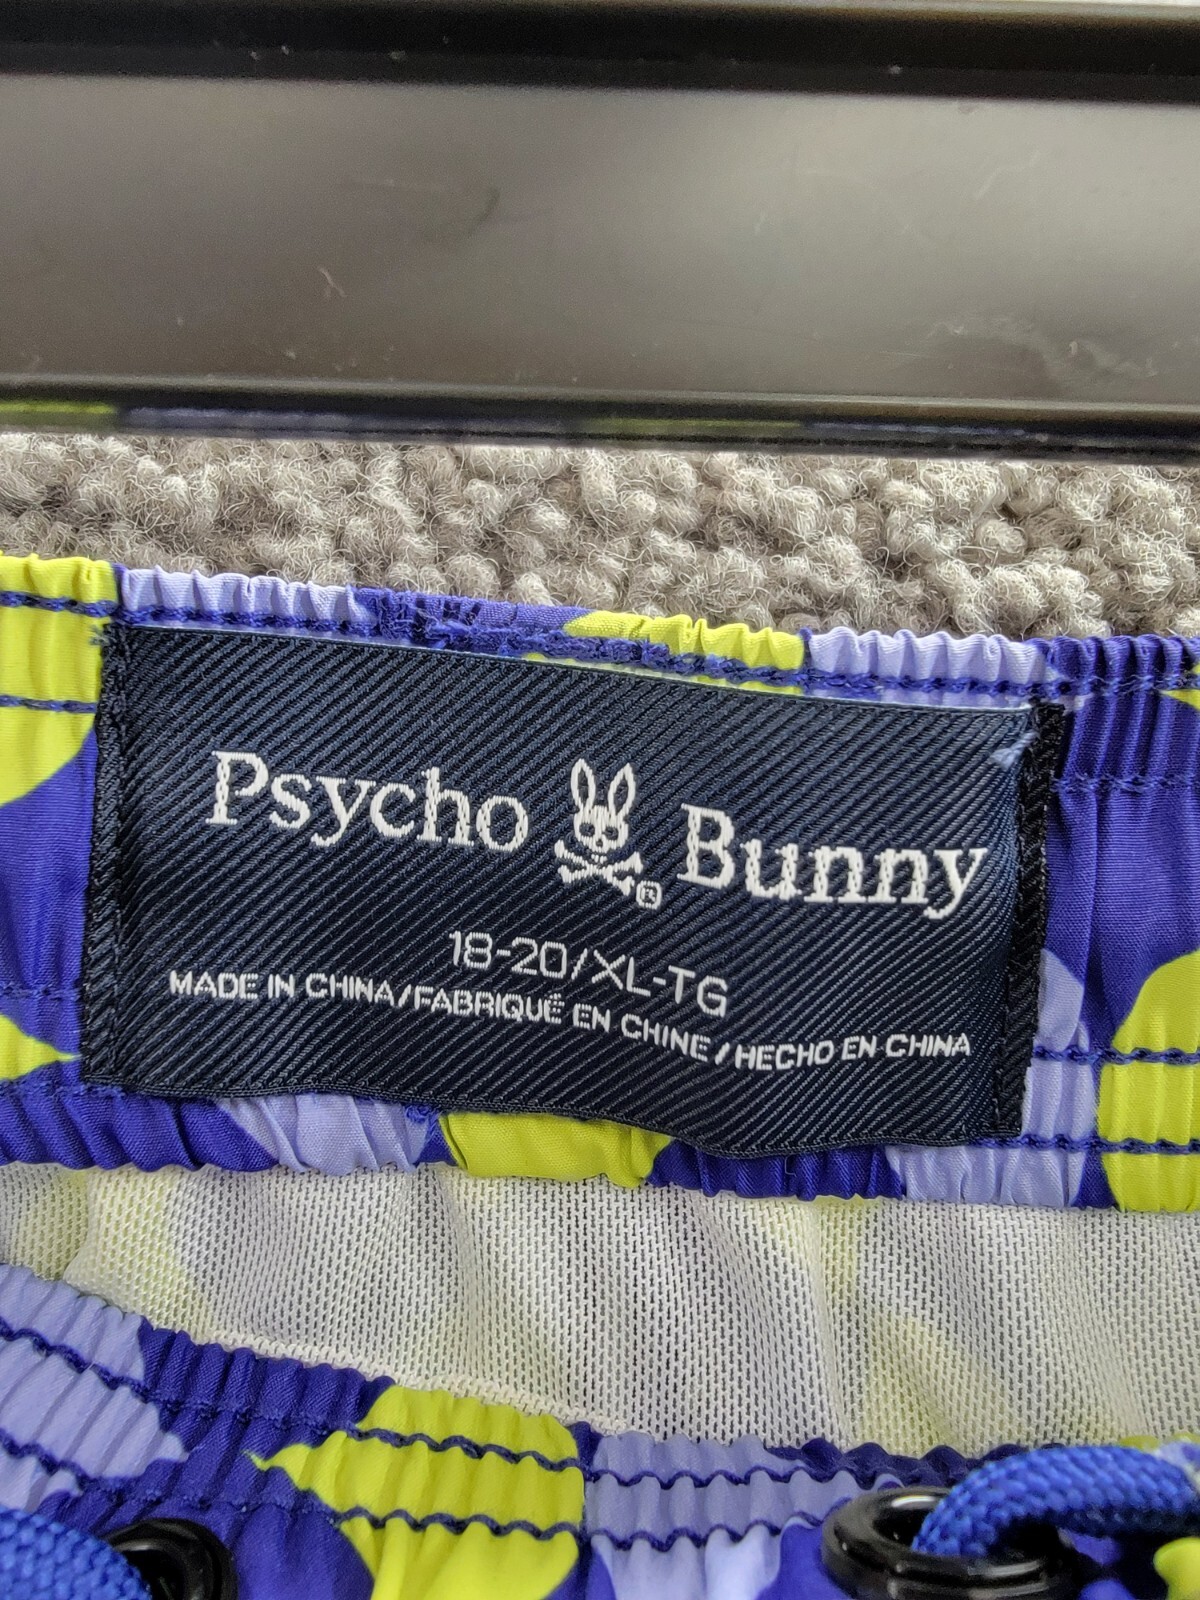 Psycho Bunny®
18-20/XL-TG
MADE IN CHINA/FABRIQUÉ EN CHINE/HECHO EN CHINA